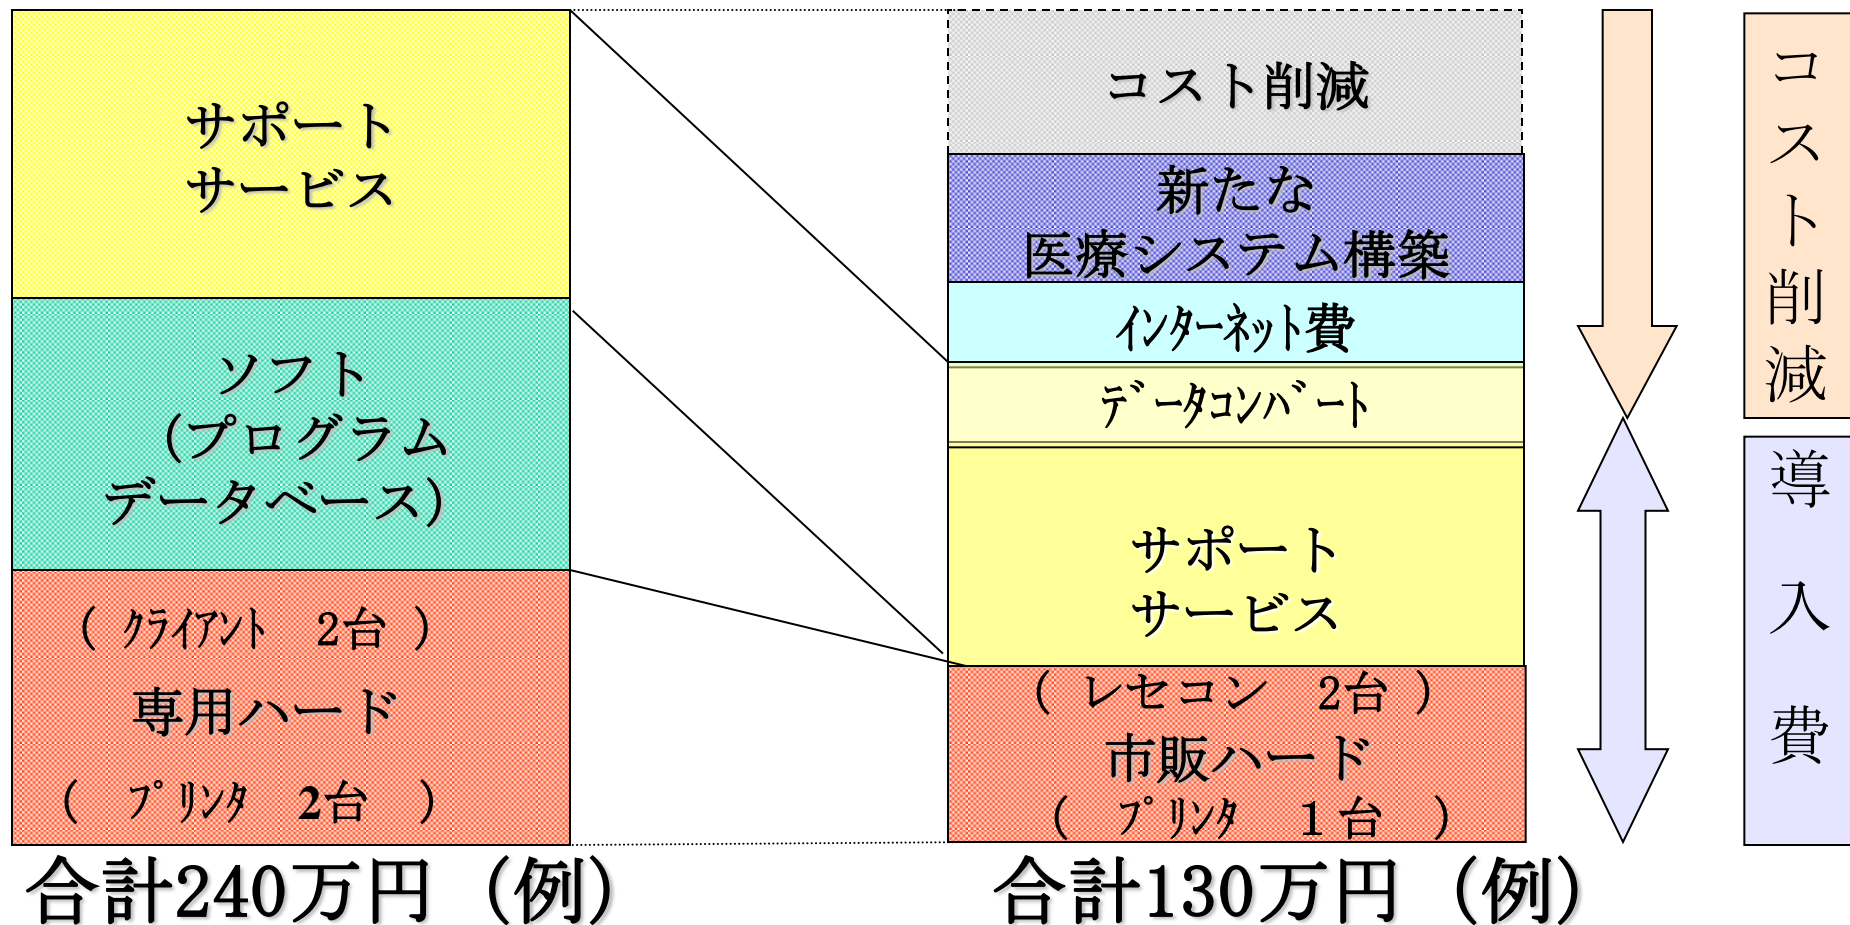 サポート
サービス
ソフト
(プログラム
データベース)
( クライアント 2台 )
専用ハード
( プリンタ 2台 )
合計240万円 (例)
コスト削減
新たな
医療システム構築
インターネット費
データコンバート
サポート
サービス
( レセコン 2台 )
市販ハード
( プリンタ 1台 )
合計130万円 (例)
コスト削減
導入費